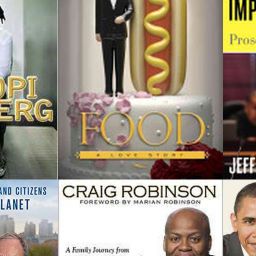 OPI
ERG
FOOD
A LOVE STORY
IMP
Prose
JEFF
AND CITIZENS
LANET
CRAIG ROBINSON
FOREWORD BY MARIAN ROBINSON
A Family Journey from